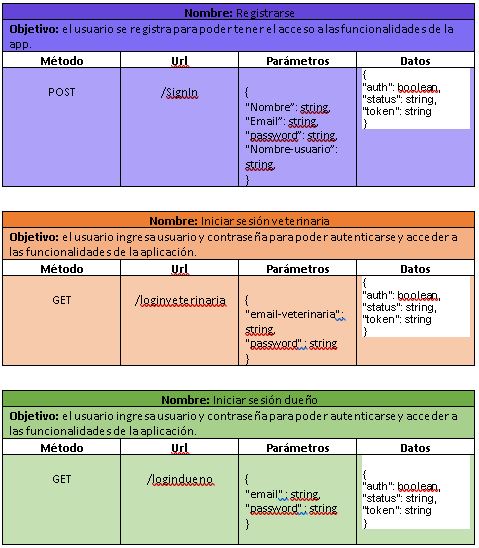 Nombre: Registrarse
Objetivo: el usuario se registra para poder tener el acceso a las funcionalidades de la
app.
Método Url Parámetros Datos
POST /SignIn
{
"Nombre": string,
"Email": string,
"password": string,
"Nombre-usuario":
string,
}
{
"auth": boolean,
"status": string,
"token": string
}
Nombre: Iniciar sesión veterinaria
Objetivo: el usuario ingresa usuario y contraseña para poder autenticarse y acceder a
las funcionalidades de la aplicación.
Método Url Parámetros Datos
GET /loginveterinaria
{
"email-veterinaria" :
string,
"password" : string
}
{
"auth": boolean,
"status": string,
"token": string
}
Nombre: Iniciar sesión dueño
Objetivo: el usuario ingresa usuario y contraseña para poder autenticarse y acceder a
las funcionalidades de la aplicación.
Método Url Parámetros Datos
GET /logindueno
{
"email" : string,
"password" : string
}
{
"auth": boolean,
"status": string,
"token": string
}